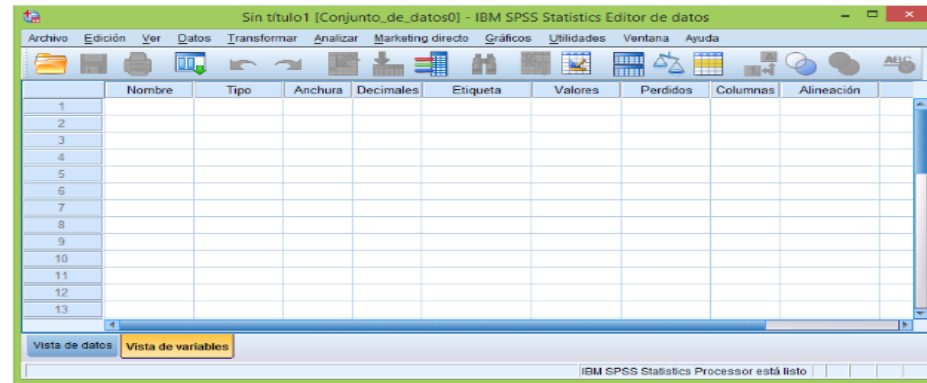 Sin título1 [Conjunto_de_datos0] - IBM SPSS Statistics Editor de datos
Archivo Edición Ver Datos Transformar Analizar Marketing directo Gráficos Utilidades Ventana Ayuda
Nombre Tipo Anchura Decimales Etiqueta Valores Perdidos Columnas Alineación
1
2
3
4
5
6
7
8
9
10
11
12
13
Vista de datos Vista de variables
IBM SPSS Statistics Processor está listo